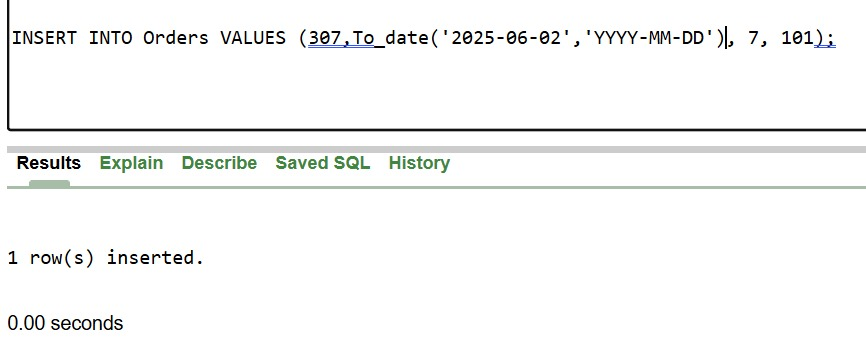 INSERT INTO Orders VALUES (307,To_date('2025-06-02','YYYY-MM-DD'), 7, 101);
Results Explain Describe Saved SQL History
1 row(s) inserted.
0.00 seconds